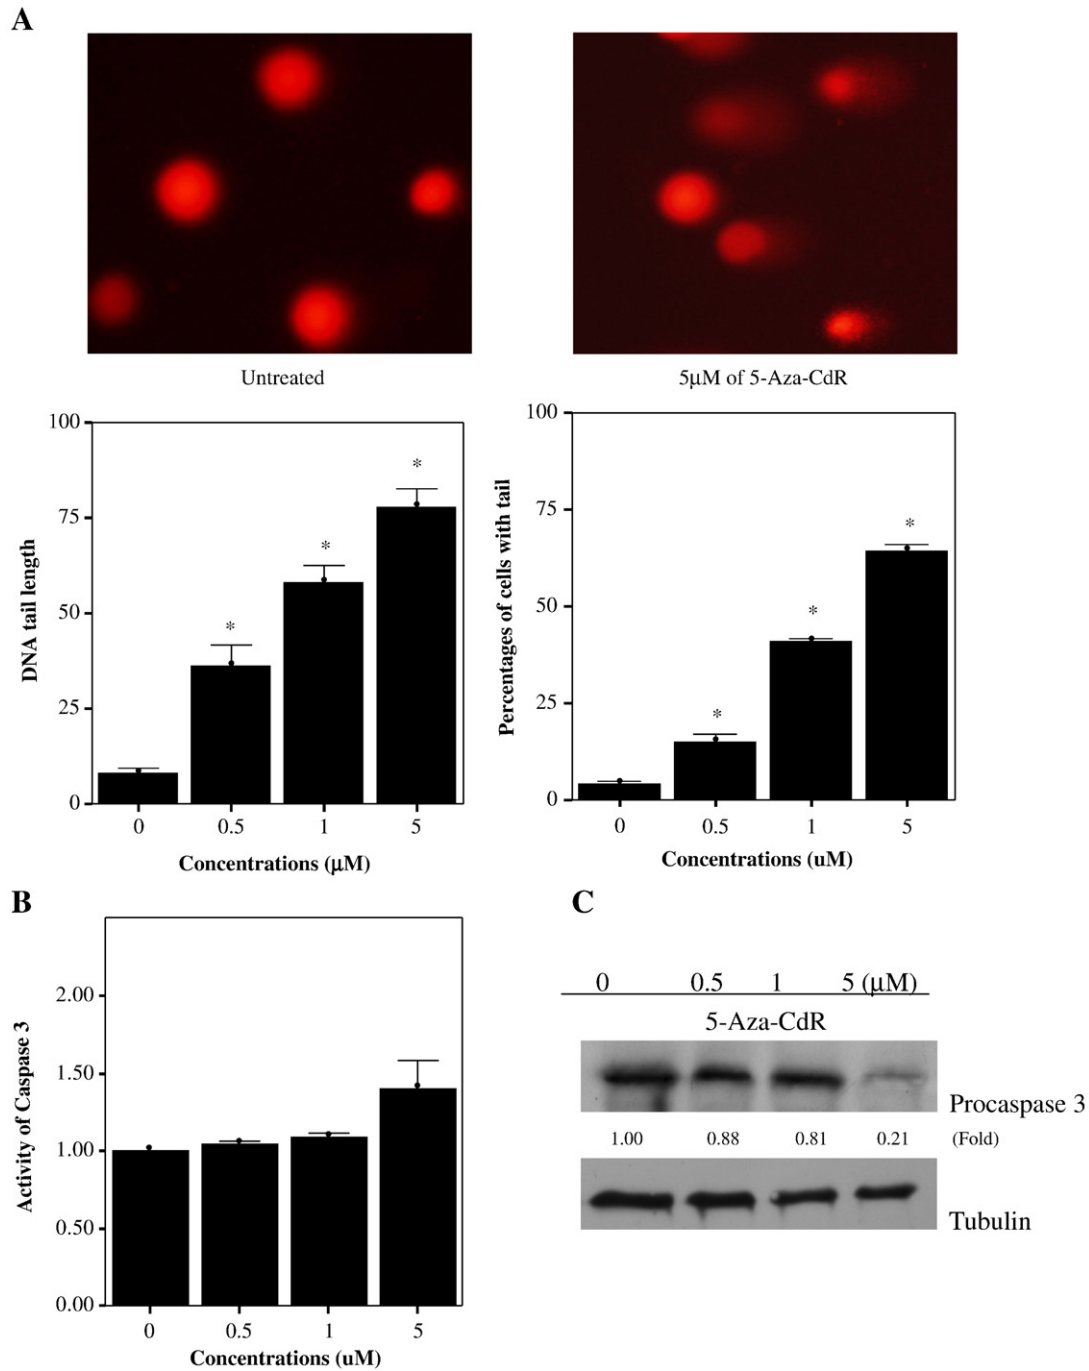 A
Untreated
5μM of 5-Aza-CdR
100
75
50
25
0
DNA tail length
*
*
*
0
0.5
1
5
Concentrations (μM)
100
75
50
25
0
Percentages of cells with tail
*
*
*
0
0.5
1
5
Concentrations (uM)
B
2.00
1.50
1.00
0.50
0.00
Activity of Caspase 3
0
0.5
1
5
Concentrations (uM)
C
0 0.5 1 5 (μM)
5-Aza-CdR
Procaspase 3
1.00 0.88 0.81 0.21 (Fold)
Tubulin